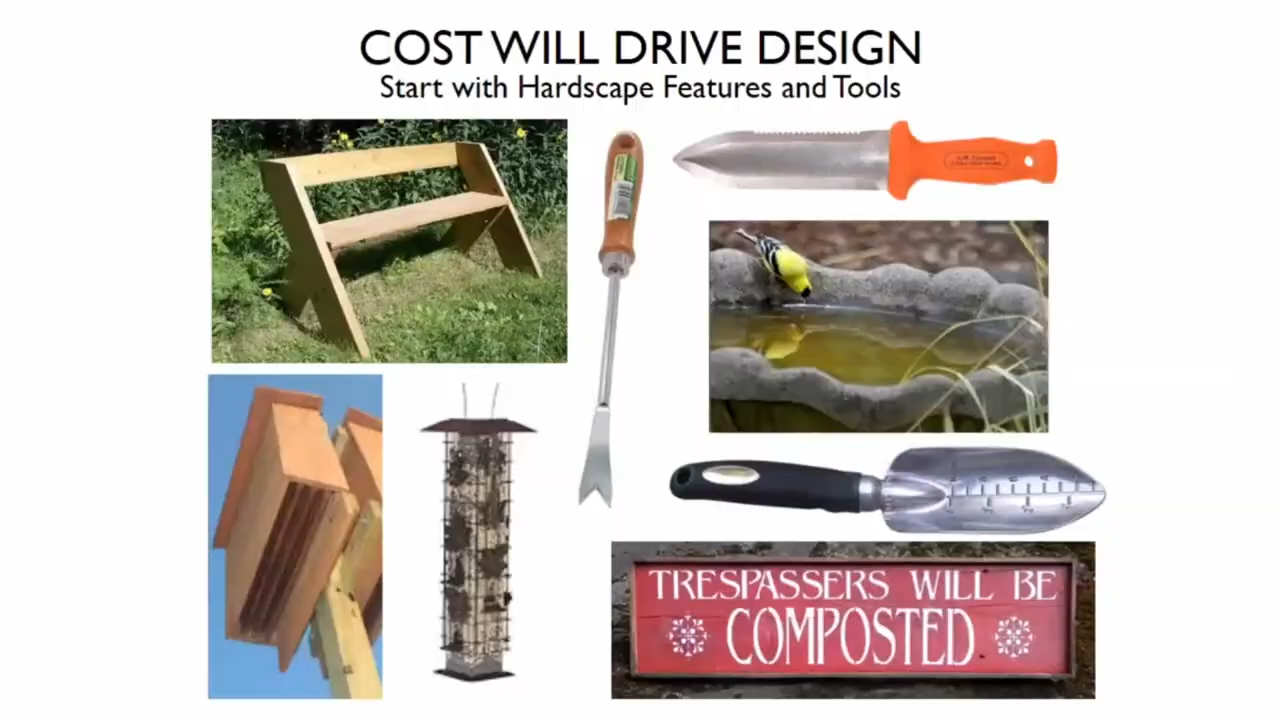 COST WILL DRIVE DESIGN
Start with Hardscape Features and Tools
TRESPASSERS WILL BE
COMPOSTED